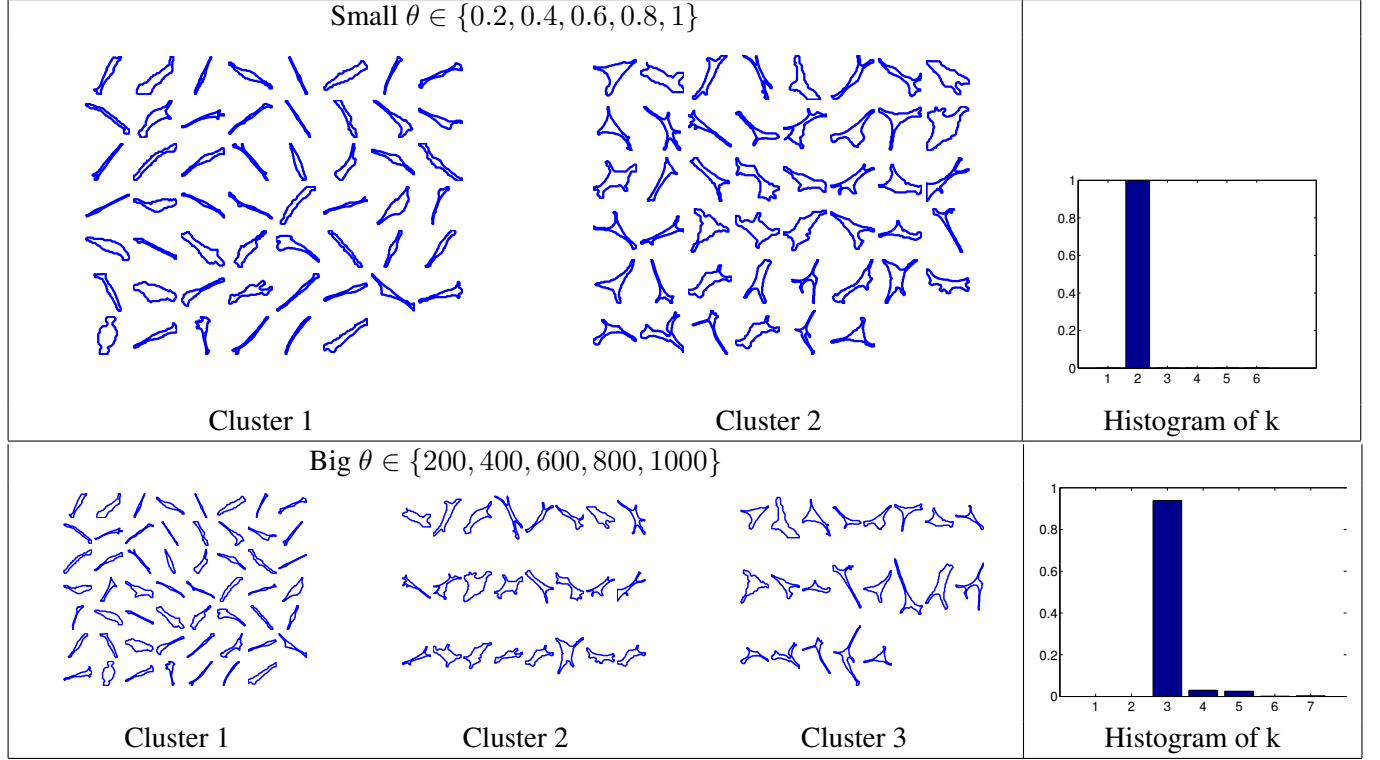 Small θ ∈ {0.2, 0.4, 0.6, 0.8, 1}
1
0.8
0.6
0.4
0.2
0
1 2 3 4 5 6
Cluster 1 Cluster 2 Histogram of k
Big θ ∈ {200, 400, 600, 800, 1000}
1
0.8
0.6
0.4
0.2
0
1 2 3 4 5 6 7
Cluster 1 Cluster 2 Cluster 3 Histogram of k